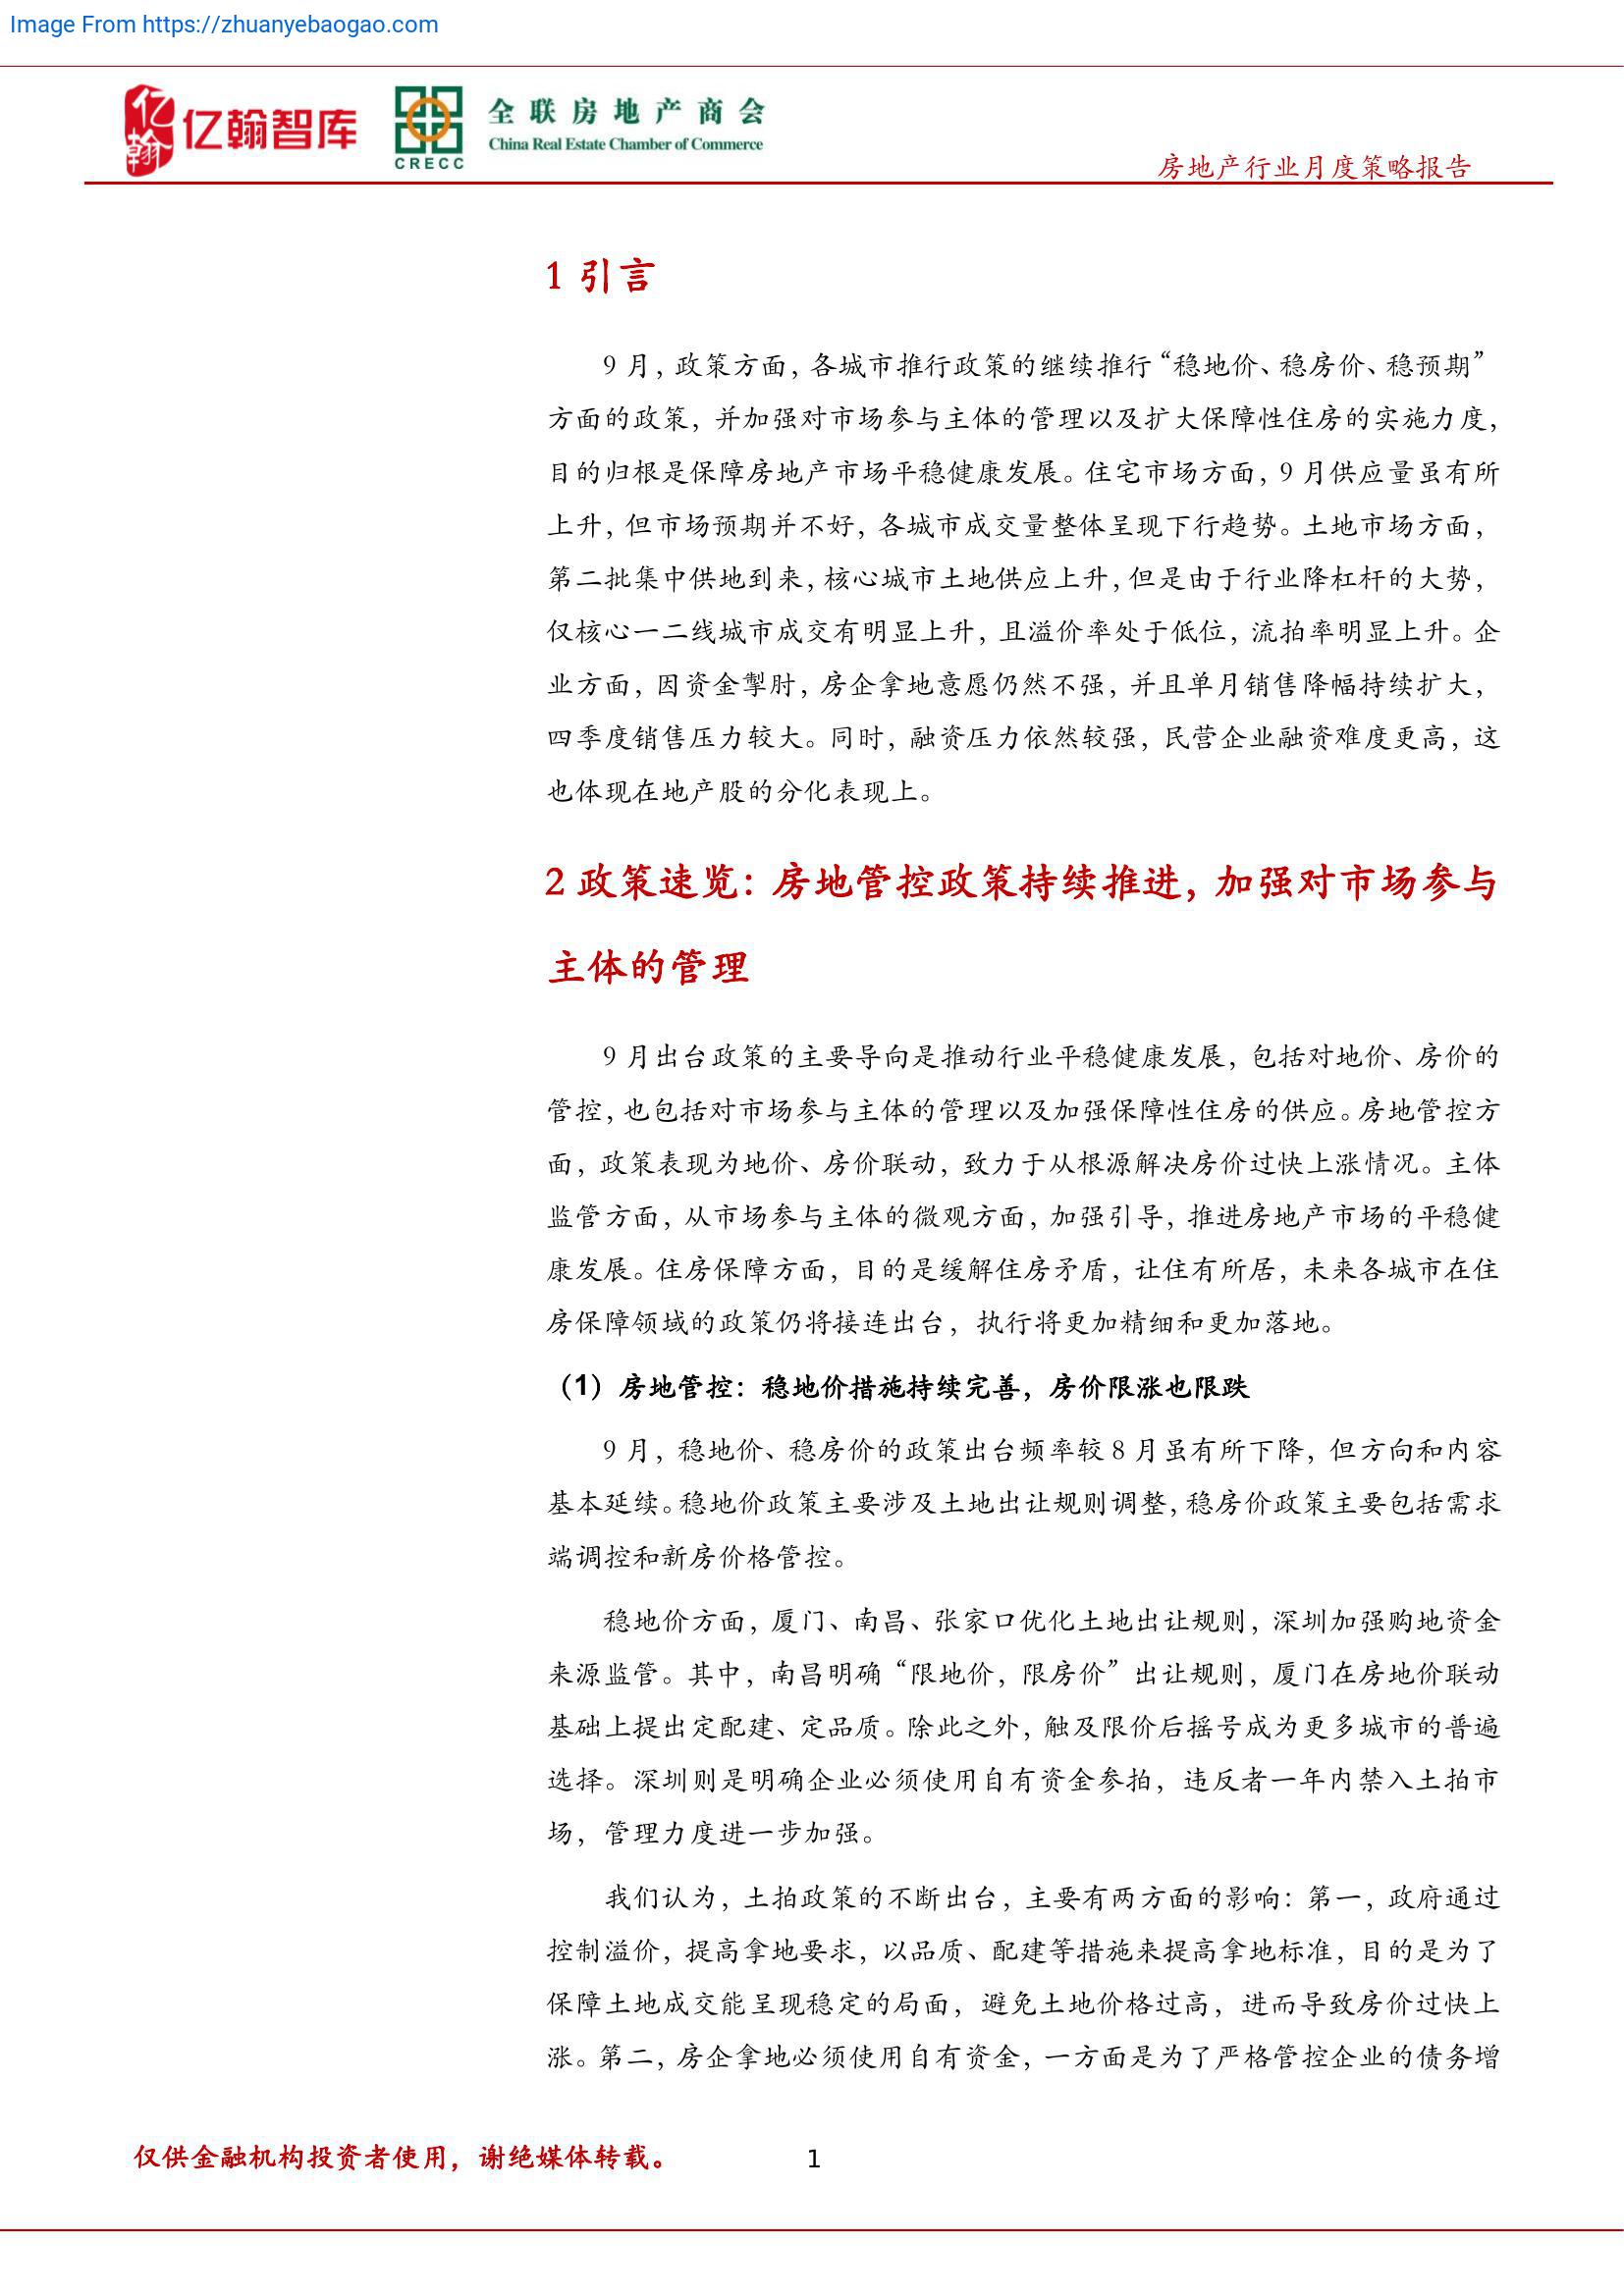 Image From https://zhuanyebaogao.com
亿翰
亿翰智库
CRECC
全联房地产商会
China Real Estate Chamber of Commerce
房地产行业月度策略报告
1 引言
9 月，政策方面，各城市推行政策的继续推行“稳地价、稳房价、稳预期”
方面的政策，并加强对市场参与主体的管理以及扩大保障性住房的实施力度，
目的归根是保障房地产市场平稳健康发展。住宅市场方面，9 月供应量虽有所
上升，但市场预期并不好，各城市成交量整体呈现下行趋势。土地市场方面，
第二批集中供地到来，核心城市土地供应上升，但是由于行业降杠杆的大势，
仅核心一二线城市成交有明显上升，且溢价率处于低位，流拍率明显上升。企
业方面，因资金掣肘，房企拿地意愿仍然不强，并且单月销售降幅持续扩大，
四季度销售压力较大。同时，融资压力依然较强，民营企业融资难度更高，这
也体现在地产股的分化表现上。
2 政策速览：房地管控政策持续推进，加强对市场参与
主体的管理
9 月出台政策的主要导向是推动行业平稳健康发展，包括对地价、房价的
管控，也包括对市场参与主体的管理以及加强保障性住房的供应。房地管控方
面，政策表现为地价、房价联动，致力于从根源解决房价过快上涨情况。主体
监管方面，从市场参与主体的微观方面，加强引导，推进房地产市场的平稳健
康发展。住房保障方面，目的是缓解住房矛盾，让住有所居，未来各城市在住
房保障领域的政策仍将接连出台，执行将更加精细和更加落地。
（1）房地管控：稳地价措施持续完善，房价限涨也限跌
9 月，稳地价、稳房价的政策出台频率较 8 月虽有所下降，但方向和内容
基本延续。稳地价政策主要涉及土地出让规则调整，稳房价政策主要包括需求
端调控和新房价格管控。
稳地价方面，厦门、南昌、张家口优化土地出让规则，深圳加强购地资金
来源监管。其中，南昌明确“限地价，限房价”出让规则，厦门在房地价联动
基础上提出定配建、定品质。除此之外，触及限价后摇号成为更多城市的普遍
选择。深圳则是明确企业必须使用自有资金参拍，违反者一年内禁入土拍市
场，管理力度进一步加强。
我们认为，土拍政策的不断出台，主要有两方面的影响：第一，政府通过
控制溢价，提高拿地要求，以品质、配建等措施来提高拿地标准，目的是为了
保障土地成交能呈现稳定的局面，避免土地价格过高，进而导致房价过快上
涨。第二，房企拿地必须使用自有资金，一方面是为了严格管控企业的债务增
仅供金融机构投资者使用，谢绝媒体转载。
1